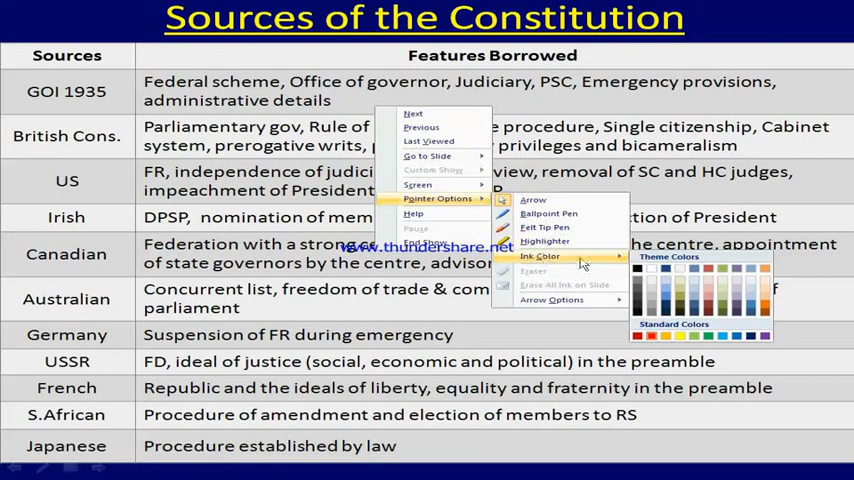 Sources of the Constitution
Sources Features Borrowed
GOI 1935 Federal scheme, Office of governor, Judiciary, PSC, Emergency provisions,
administrative details
British Cons. Parliamentary gov, Rule of procedure, Single citizenship, Cabinet
system, prerogative writs, privileges and bicameralism
US FR, independence of removal of SC and HC judges,
impeachment of President
Irish DPSP, nomination of of President
Canadian Federation with a strong the centre, appointment
of state governors by the centre,
Australian Concurrent list, freedom of trade & of
parliament
Germany Suspension of FR during emergency
USSR FD, ideal of justice (social, economic and political) in the preamble
French Republic and the ideals of liberty, equality and fraternity in the preamble
S.African Procedure of amendment and election of members to RS
Japanese Procedure established by law
Next
Previous
Last Viewed
Go to Slide
Custom Show
Screen
Pointer Options
Help
Pause
End Show
www.thundershare.net
Arrow
Ballpoint Pen
Felt Tip Pen
Highlighter
Ink Color
Eraser
Erase All Ink on Slide
Arrow Options
Theme Colors
Standard Colors